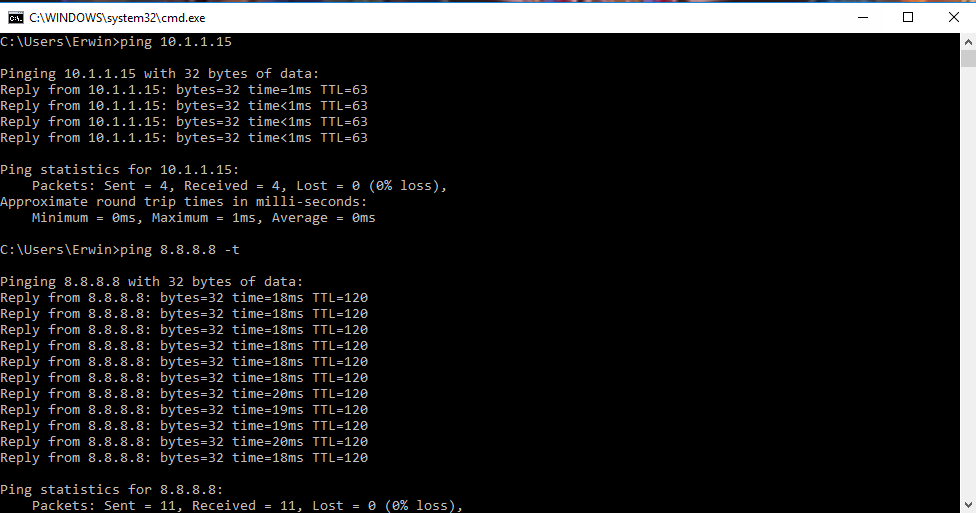 C:\WINDOWS\system32\cmd.exe
C:\Users\Erwin>ping 10.1.1.15
Pinging 10.1.1.15 with 32 bytes of data:
Reply from 10.1.1.15: bytes=32 time=1ms TTL=63
Reply from 10.1.1.15: bytes=32 time<1ms TTL=63
Reply from 10.1.1.15: bytes=32 time<1ms TTL=63
Reply from 10.1.1.15: bytes=32 time<1ms TTL=63
Ping statistics for 10.1.1.15:
    Packets: Sent = 4, Received = 4, Lost = 0 (0% loss),
Approximate round trip times in milli-seconds:
    Minimum = 0ms, Maximum = 1ms, Average = 0ms
C:\Users\Erwin>ping 8.8.8.8 -t
Pinging 8.8.8.8 with 32 bytes of data:
Reply from 8.8.8.8: bytes=32 time=18ms TTL=120
Reply from 8.8.8.8: bytes=32 time=18ms TTL=120
Reply from 8.8.8.8: bytes=32 time=18ms TTL=120
Reply from 8.8.8.8: bytes=32 time=18ms TTL=120
Reply from 8.8.8.8: bytes=32 time=18ms TTL=120
Reply from 8.8.8.8: bytes=32 time=18ms TTL=120
Reply from 8.8.8.8: bytes=32 time=20ms TTL=120
Reply from 8.8.8.8: bytes=32 time=19ms TTL=120
Reply from 8.8.8.8: bytes=32 time=19ms TTL=120
Reply from 8.8.8.8: bytes=32 time=20ms TTL=120
Reply from 8.8.8.8: bytes=32 time=18ms TTL=120
Ping statistics for 8.8.8.8:
    Packets: Sent = 11, Received = 11, Lost = 0 (0% loss),